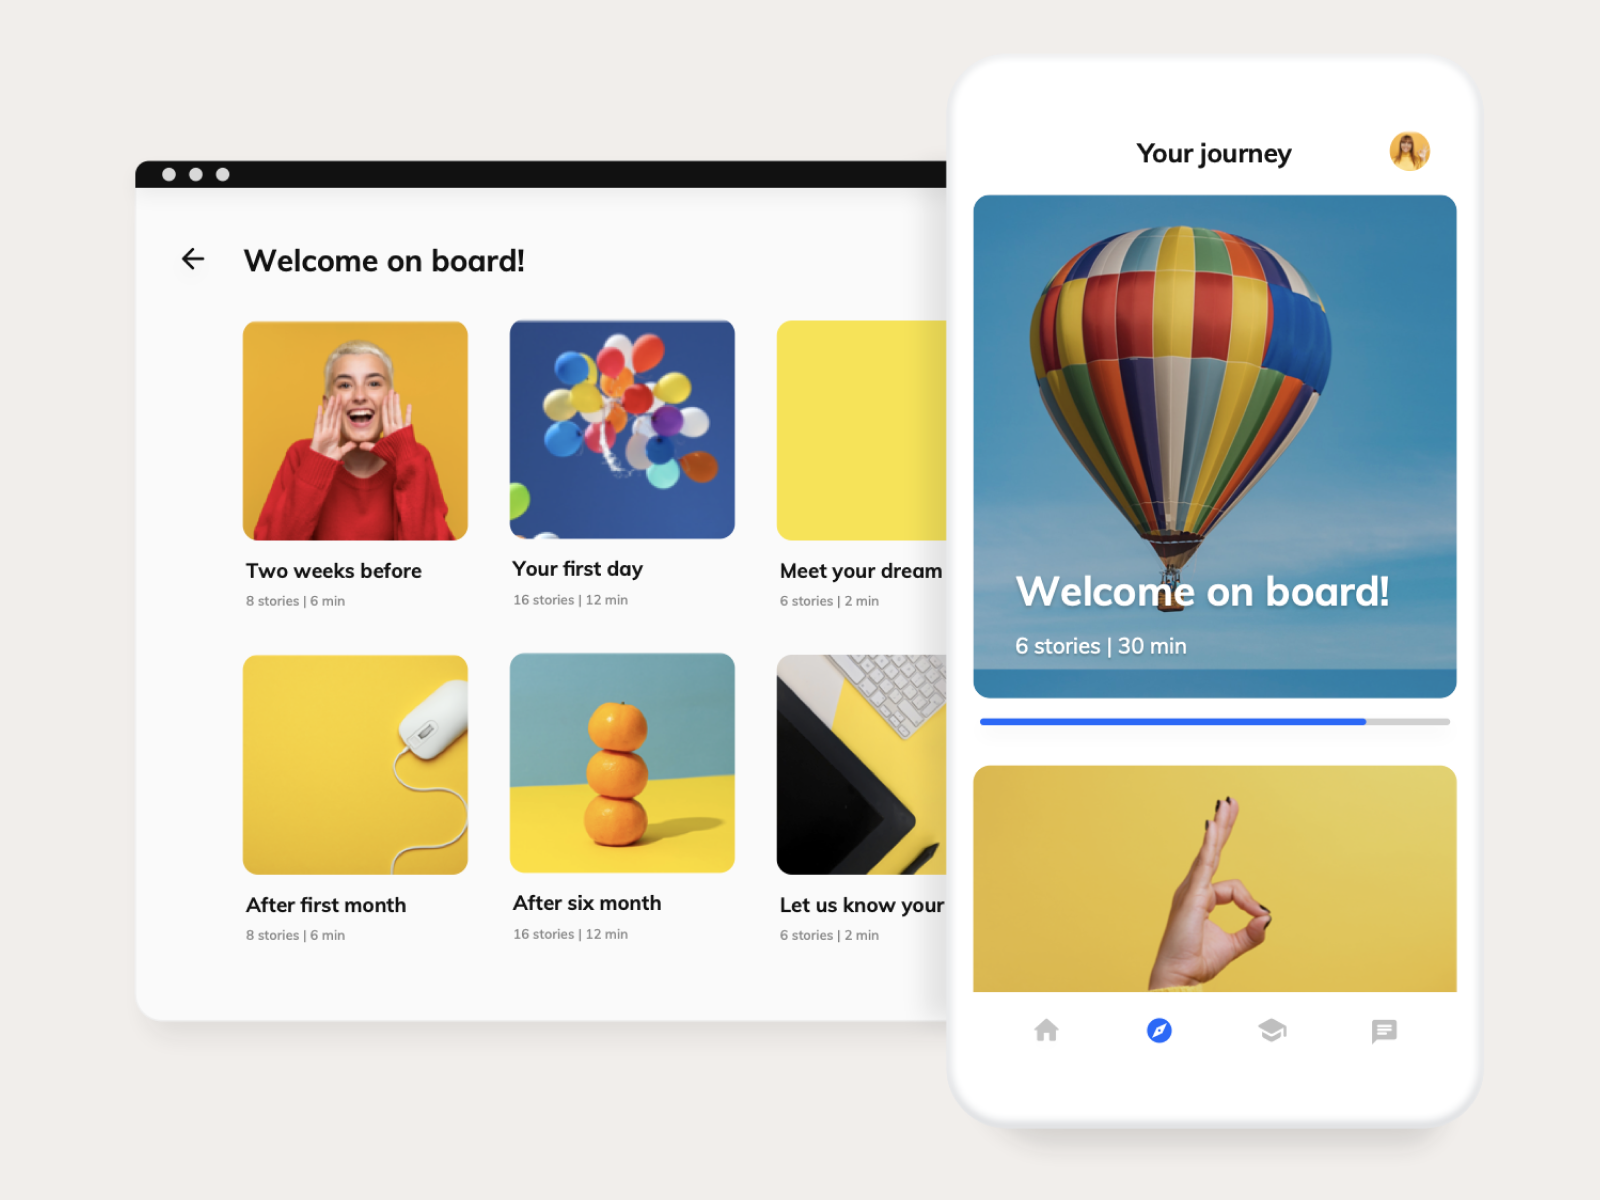 Welcome on board!
Two weeks before
8 stories | 6 min
Your first day
16 stories | 12 min
Meet your dream
6 stories | 2 min
After first month
8 stories | 6 min
After six month
16 stories | 12 min
Let us know your
6 stories | 2 min
Your journey
Welcome on board!
6 stories | 30 min